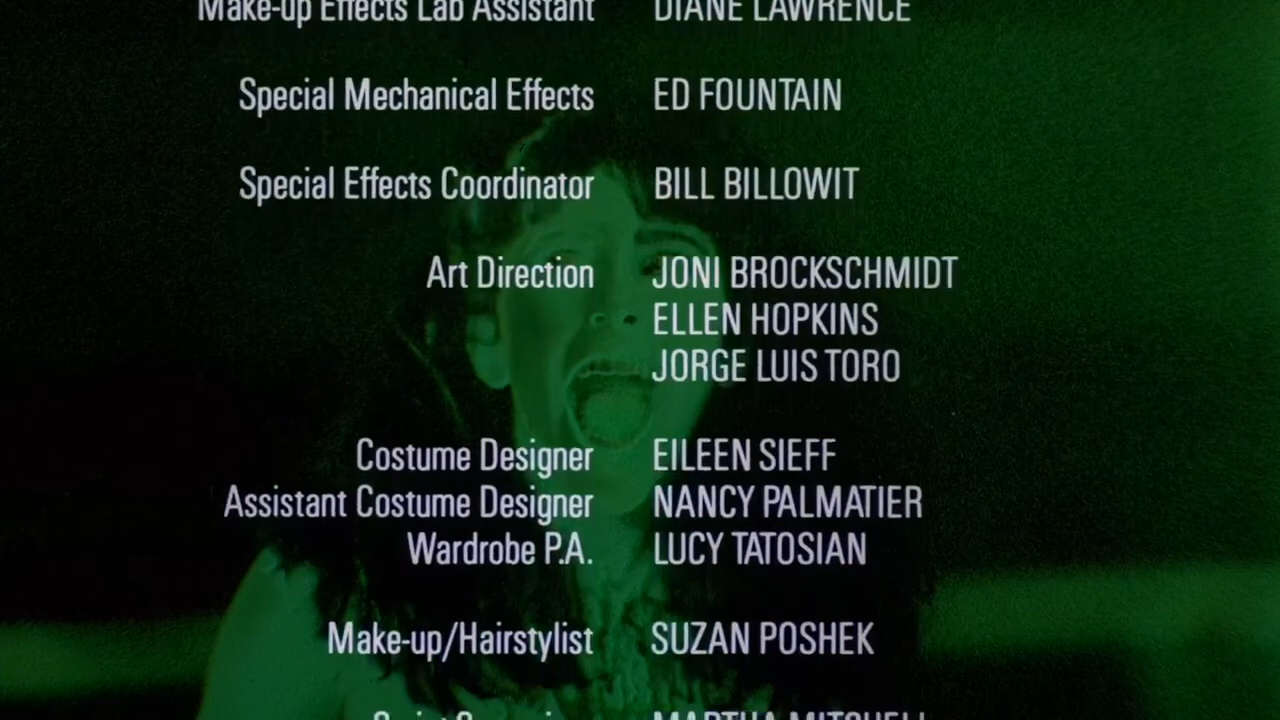 Make-up Effects Lab Assistant DIANE LAWRENCE
Special Mechanical Effects ED FOUNTAIN
Special Effects Coordinator BILL BILLOWIT
Art Direction JONI BROCKSCHMIDT
ELLEN HOPKINS
JORGE LUIS TORO
Costume Designer EILEEN SIEFF
Assistant Costume Designer NANCY PALMATIER
Wardrobe P.A. LUCY TATOSIAN
Make-up/Hairstylist SUZAN POSHEK
MARTHA MITCHELL